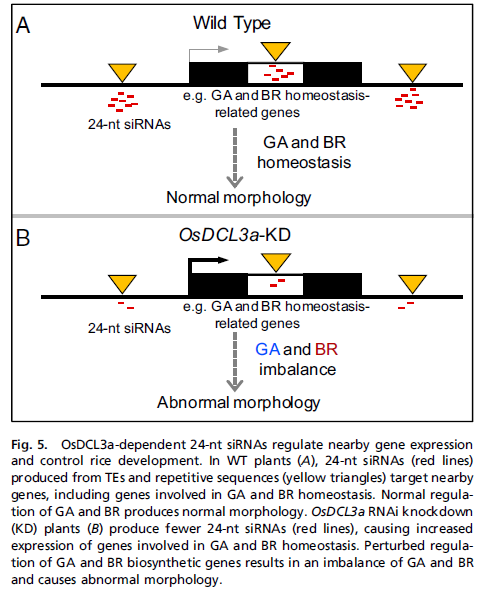 A
Wild Type
24-nt siRNAs
e.g. GA and BR homeostasis-
related genes
GA and BR
homeostasis
Normal morphology
B
OsDCL3a-KD
24-nt siRNAs
e.g. GA and BR homeostasis-
related genes
GA and BR
imbalance
Abnormal morphology
Fig. 5. OsDCL3a-dependent 24-nt siRNAs regulate nearby gene expression
and control rice development. In WT plants (A), 24-nt siRNAs (red lines)
produced from TEs and repetitive sequences (yellow triangles) target nearby
genes, including genes involved in GA and BR homeostasis. Normal regula-
tion of GA and BR produces normal morphology. OsDCL3a RNAi knockdown
(KD) plants (B) produce fewer 24-nt siRNAs (red lines), causing increased
expression of genes involved in GA and BR homeostasis. Perturbed regula-
tion of GA and BR biosynthetic genes results in an imbalance of GA and BR
and causes abnormal morphology.